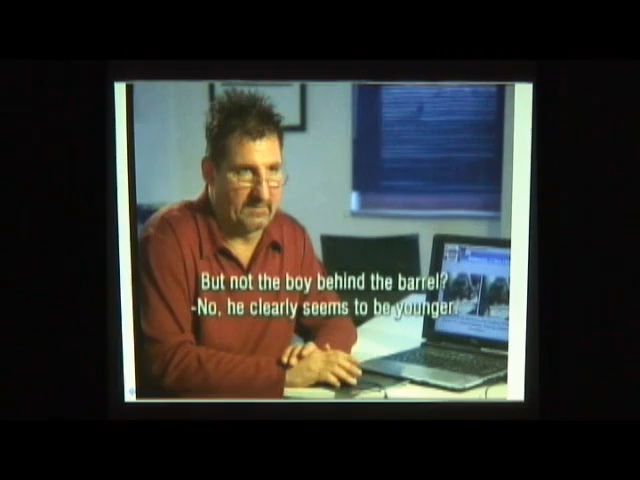 But not the boy behind the barrel?
-No, he clearly seems to be younger.